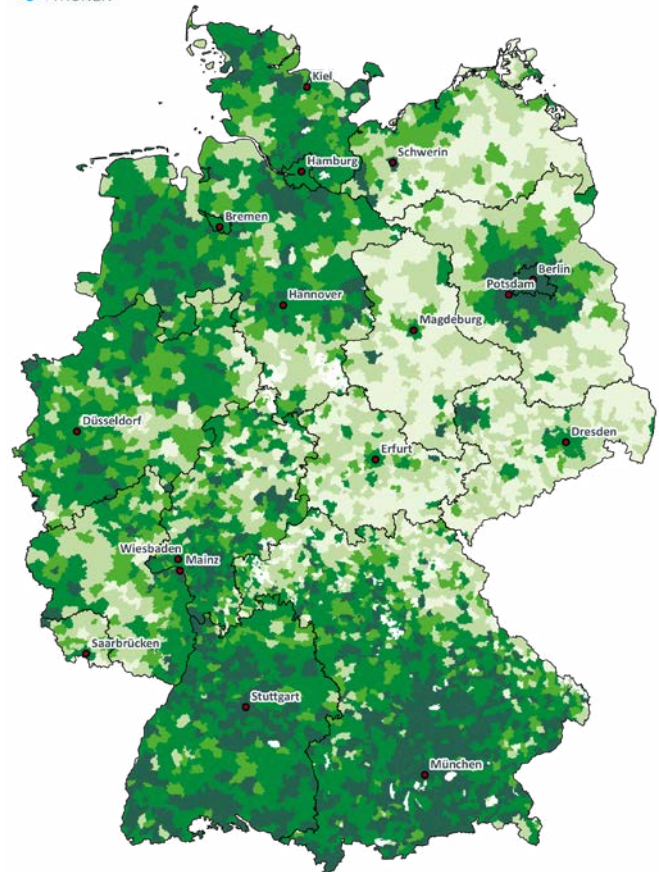 Kiel
Schwerin
Hamburg
Bremen
Berlin
Potsdam
Hannover
Magdeburg
Düsseldorf
Dresden
Erfurt
Wiesbaden
Mainz
Saarbrücken
Stuttgart
München